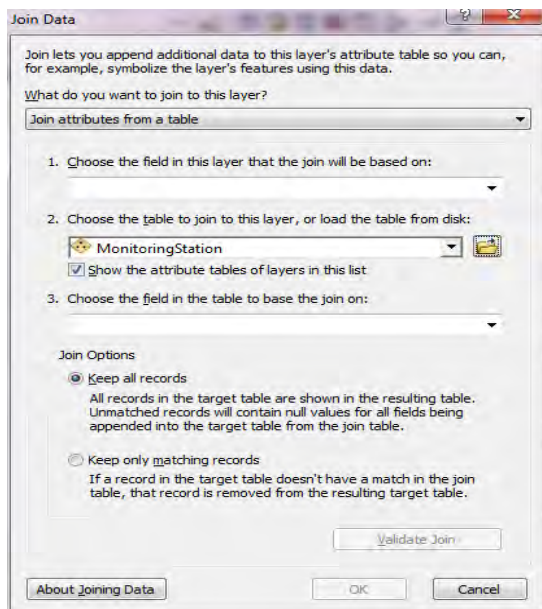 Join Data
Join lets you append additional data to this layer's attribute table so you can,
for example, symbolize the layer's features using this data.
What do you want to join to this layer?
Join attributes from a table
1. Choose the field in this layer that the join will be based on:
2. Choose the table to join to this layer, or load the table from disk:
MonitoringStation
Show the attribute tables of layers in this list
3. Choose the field in the table to base the join on:
Join Options
Keep all records
All records in the target table are shown in the resulting table.
Unmatched records will contain null values for all fields being
appended into the target table from the join table.
Keep only matching records
If a record in the target table doesn't have a match in the join
table, that record is removed from the resulting target table.
Validate Join
About Joining Data
OK
Cancel